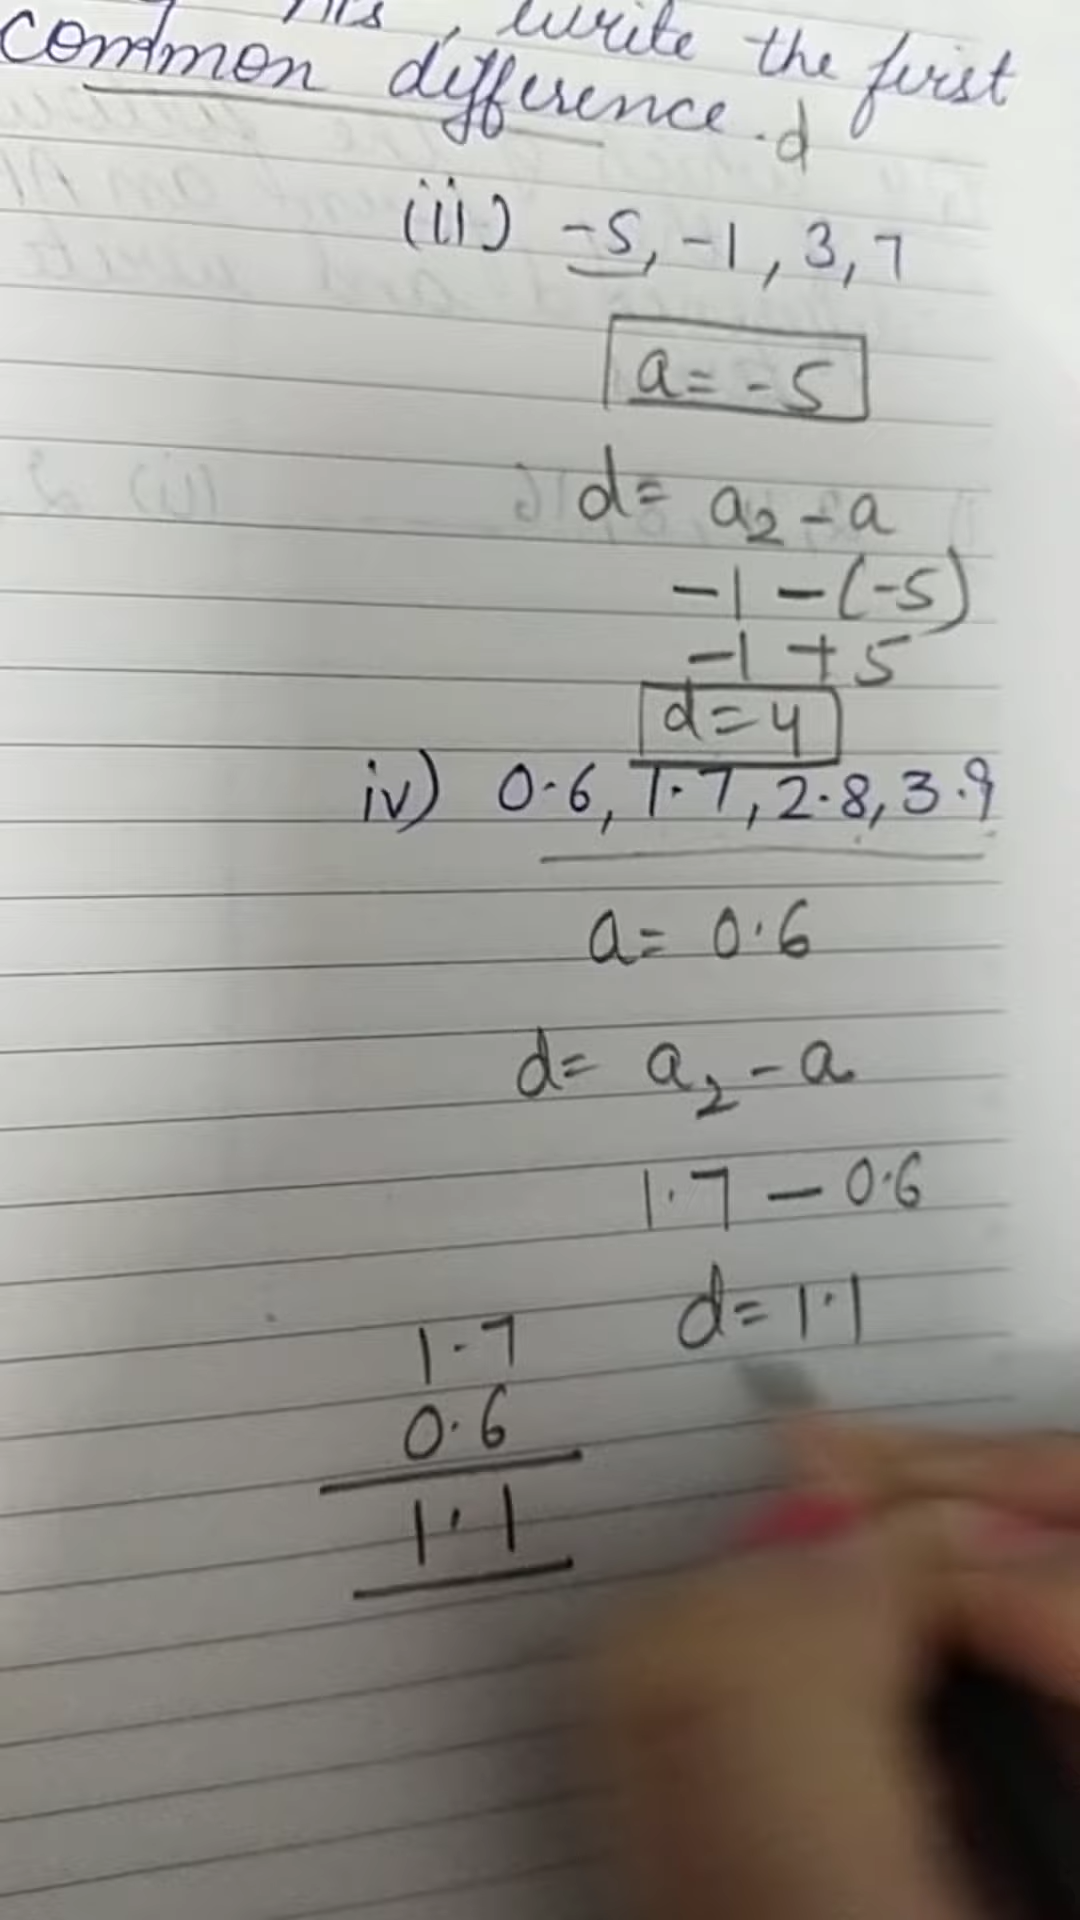 APs, write the first
common difference. d
(ii) -5, -1, 3, 7
a = -5
d = a₂ - a
-1 - (-5)
-1 + 5
d = 4
iv) 0.6, 1.7, 2.8, 3.9
a = 0.6
d = a₂ - a
1.7 - 0.6
d = 1.1
1.7
0.6
1.1